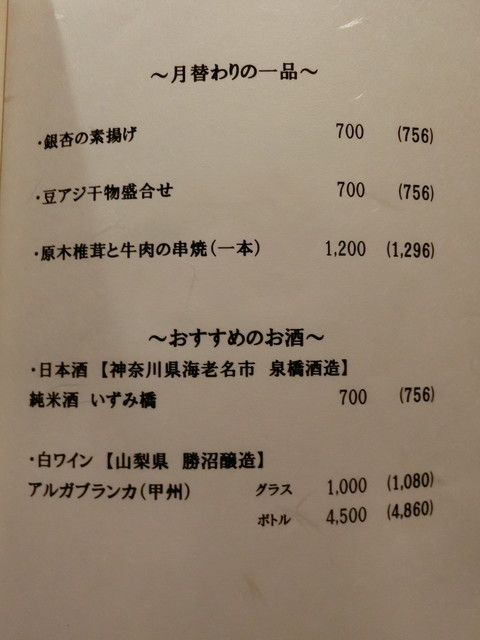 ～月替わりの一品～
・銀杏の素揚げ 700 (756)
・豆アジ干物盛合せ 700 (756)
・原木椎茸と牛肉の串焼(一本) 1,200 (1,296)
～おすすめのお酒～
・日本酒【神奈川県海老名市 泉橋酒造】
純米酒 いずみ橋 700 (756)
・白ワイン【山梨県 勝沼醸造】
アルガブランカ(甲州) グラス 1,000 (1,080)
ボトル 4,500 (4,860)